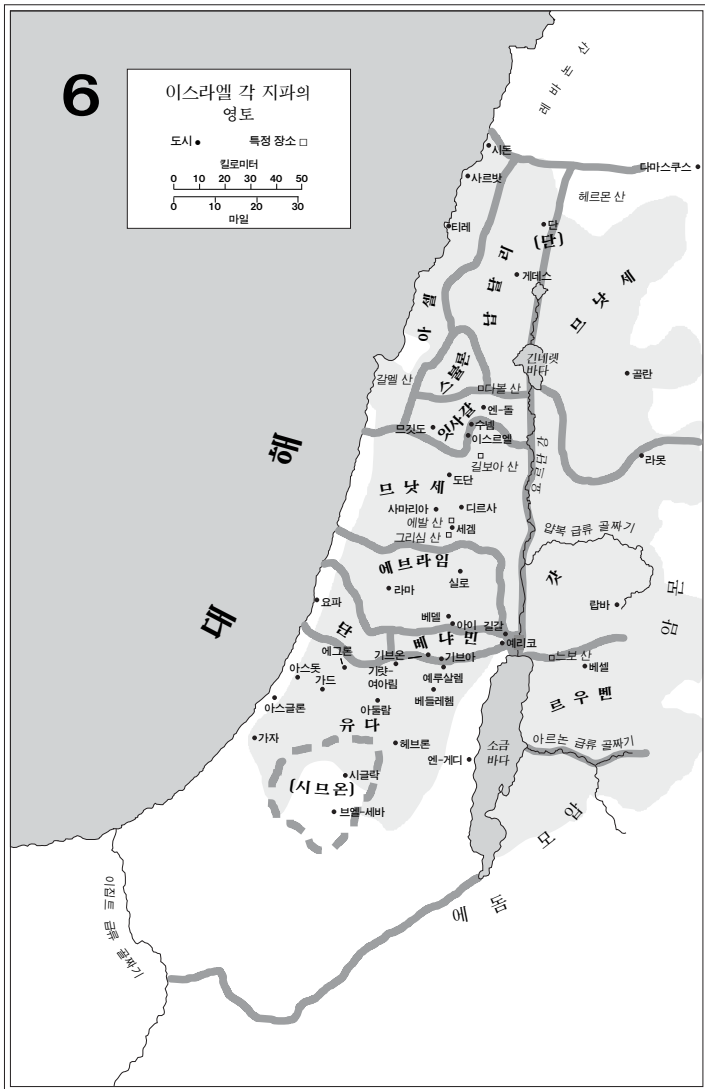 6
이스라엘 각 지파의
영토
도시
특정 장소
킬로미터
0 10 20 30 40 50
0 10 20 30
마일
레바논 산
시돈
다마스쿠스
사르밧
헤르몬 산
티레
단
(단)
게데스
납달리
므낫세
아셀
스불론
긴네렛
바다
골란
갈멜 산
다볼 산
잇사갈
엔-돌
므깃도
수넴
이스르엘
요르단 강
라못
길보아 산
대해
도단
므낫세
사마리아
디르사
에발 산
세겜
그리심 산
얍복 급류 골짜기
에브라임
갓
실로
라마
랍바
암몬
요파
베델
아이
길갈
단
베냐민
예리코
에그론
기브온
기브아
느보 산
아스돗
가드
기럇-
여아림
예루살렘
베셀
아스글론
아둘람
베들레헴
르우벤
유다
가자
헤브론
소금
바다
아르논 급류 골짜기
엔-게디
시글락
(시므온)
브엘-세바
모압
에돔
이집트 급류 골짜기